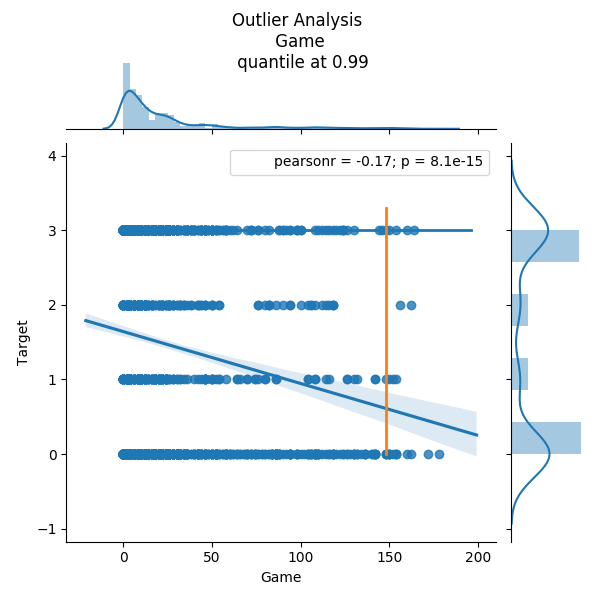 Outlier Analysis
Game
quantile at 0.99
pearsonr = -0.17; p = 8.1e-15
4
3
2
1
0
−1
Target
0 50 100 150 200
Game